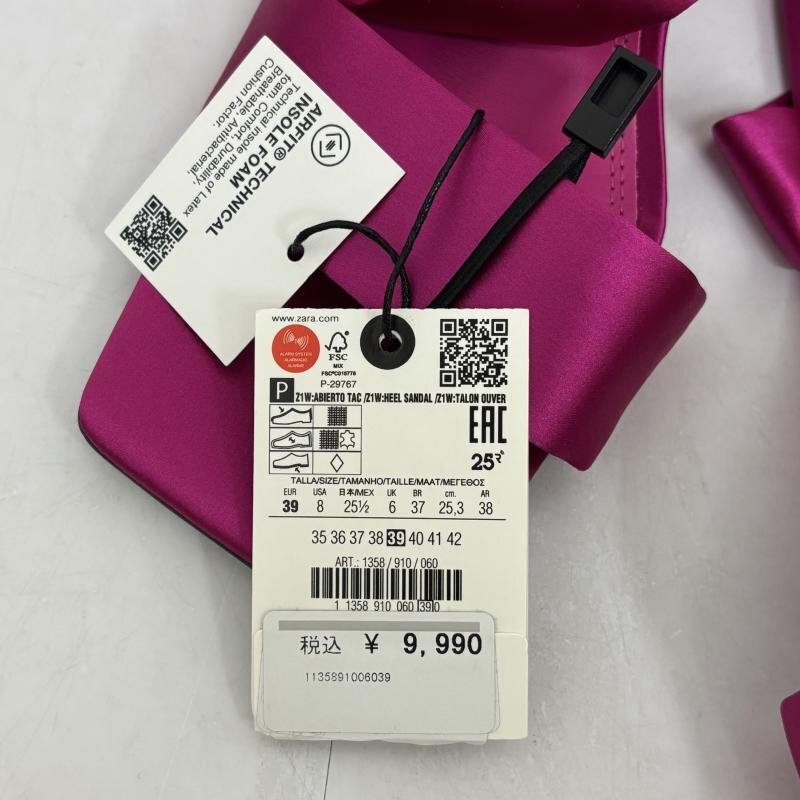 AIRFIT® TECHNICAL
INSOLE FOAM
Technical insole made of Latex
foam. Comfort, Durability,
Breathable, Antibacterial,
Cushion Factor.
www.zara.com
ALARM SYSTEM
ALARMADO
ALARME
FSC
MIX
FSC®C015778
P-29767
P Z1W:ABIERTO TAC /Z1W:HEEL SANDAL /Z1W:TALON OUVER
EAC
TALLA/SIZE/TAMANHO/TAILLE/MAAT/ΜΕΓΕΘΟΣ
EUR USA 日本/MEX UK BR cm. AR
39 8 25½ 6 37 25,3 38
35 36 37 38 39 40 41 42
ART.: 1358 / 910 / 060
1 1358 910 060 39 0
税込 ¥ 9,990
1135891006039